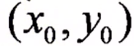 (x₀, y₀)